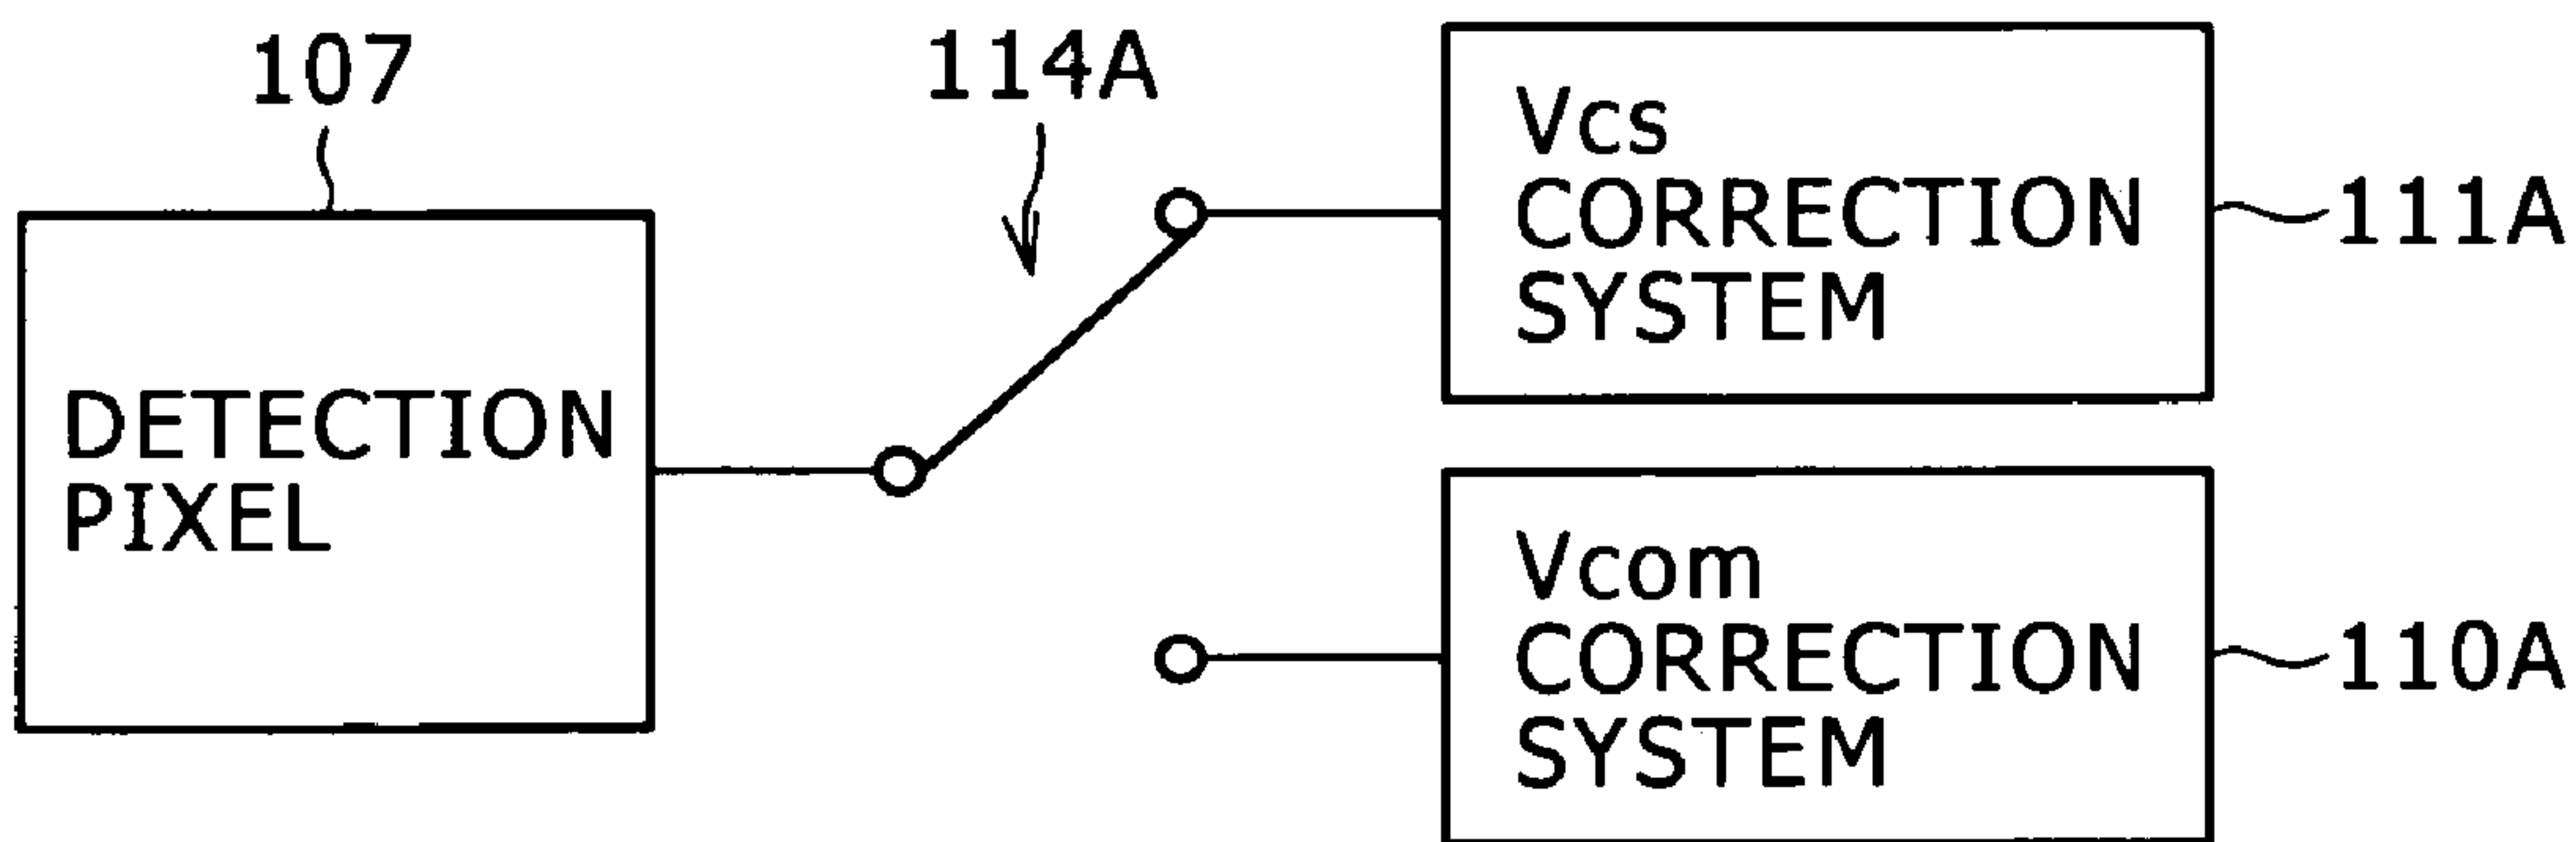 107
114A
Vcs
CORRECTION
SYSTEM
111A
DETECTION
PIXEL
Vcom
CORRECTION
SYSTEM
110A